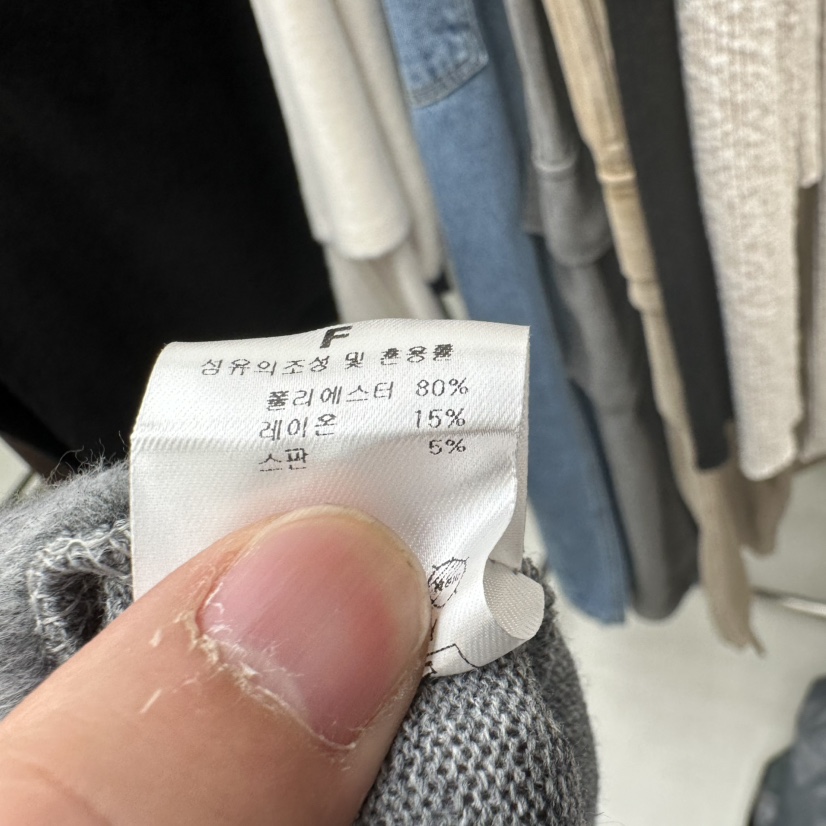 F
섬유의조성 및 혼용률
폴리에스터 80%
레이온 15%
스판 5%